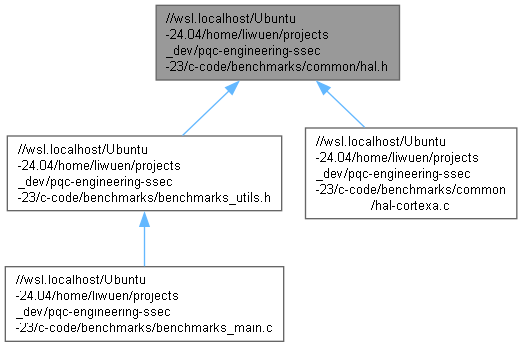 //wsl.localhost/Ubuntu
-24.04/home/liwuen/projects
_dev/pqc-engineering-ssec
-23/c-code/benchmarks/common/hal.h
//wsl.localhost/Ubuntu
-24.04/home/liwuen/projects
_dev/pqc-engineering-ssec
-23/c-code/benchmarks/benchmarks_utils.h
//wsl.localhost/Ubuntu
-24.04/home/liwuen/projects
_dev/pqc-engineering-ssec
-23/c-code/benchmarks/common
/hal-cortexa.c
//wsl.localhost/Ubuntu
-24.04/home/liwuen/projects
_dev/pqc-engineering-ssec
-23/c-code/benchmarks/benchmarks_main.c